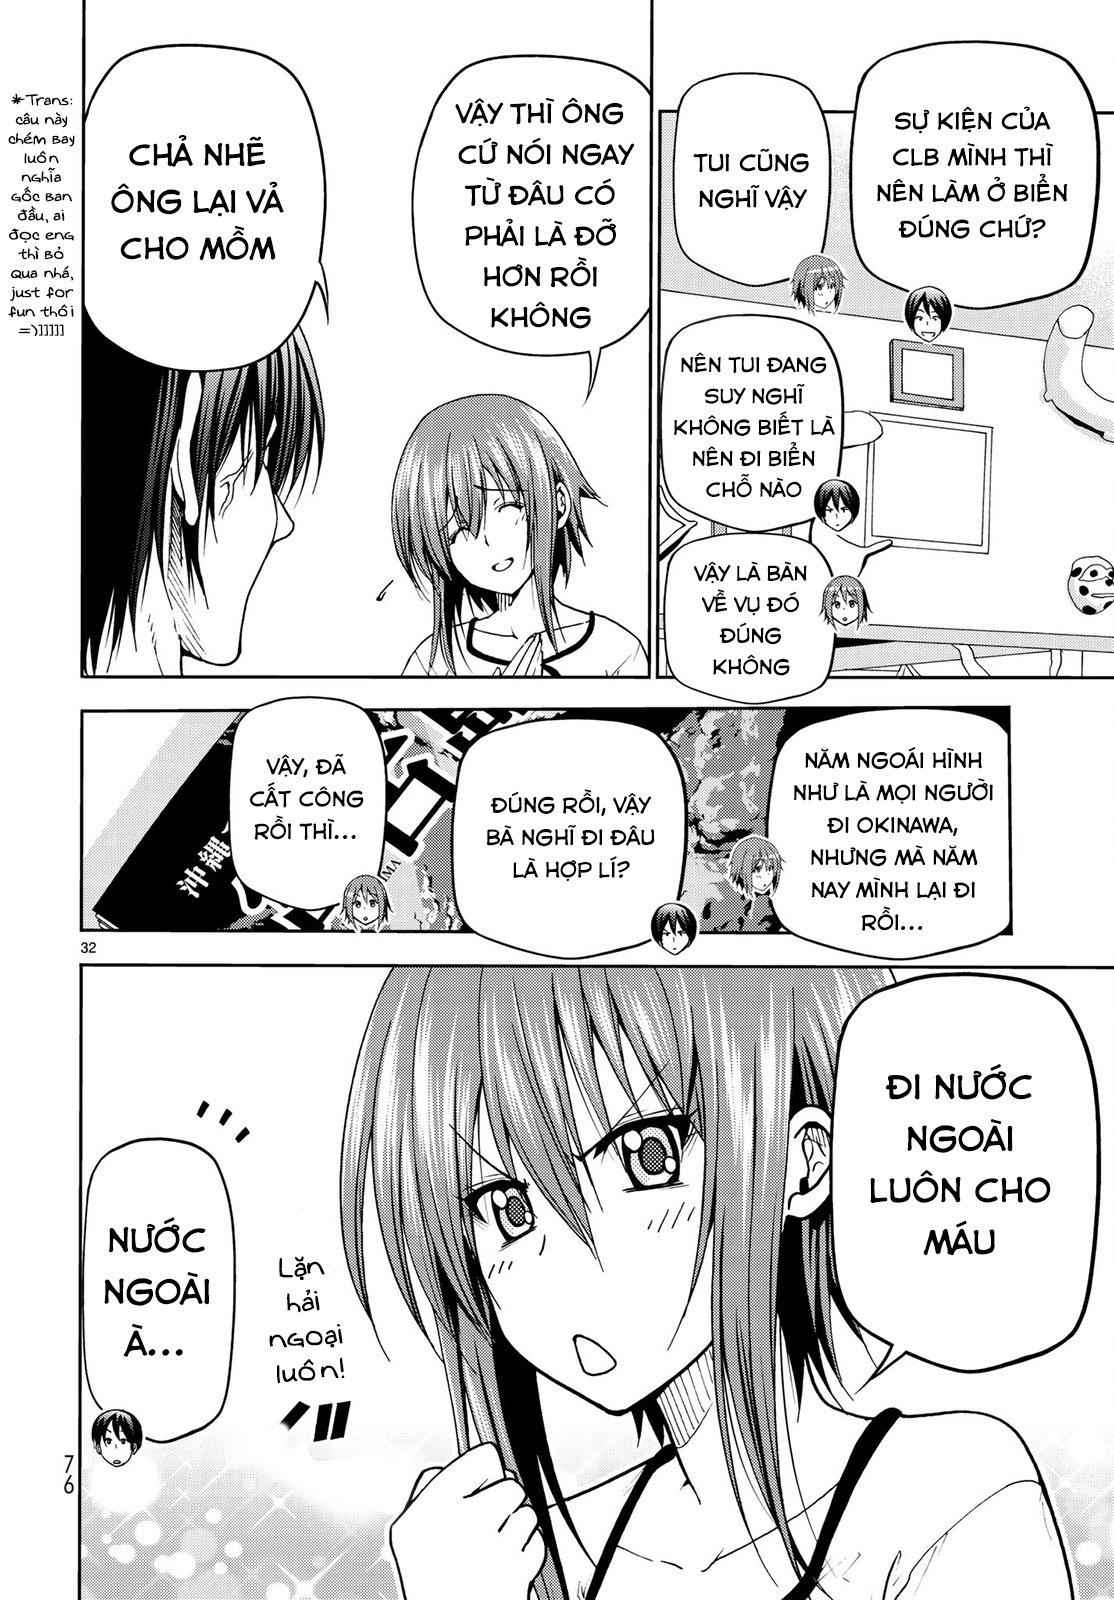 SỰ KIỆN CỦA
CLB MÌNH THÌ
NÊN LÀM Ở BIỂN
ĐÚNG CHỨ?
TUI CŨNG
NGHĨ VẬY
NÊN TUI ĐANG
SUY NGHĨ
KHÔNG BIẾT LÀ
NÊN ĐI BIỂN
CHỖ NÀO
VẬY LÀ BÀN
VỀ VỤ ĐÓ
ĐÚNG
KHÔNG
VẬY THÌ ÔNG
CỨ NÓI NGAY
TỪ ĐÂU CÓ
PHẢI LÀ ĐỠ
HƠN RỒI
KHÔNG
CHẢ NHẼ
ÔNG LẠI VẢ
CHO MỒM
*Trans:
câu này
chém bay
luôn
nghĩa
gốc ban
đầu, ai
đọc eng
thì bỏ
qua nhá,
just for
fun thôi
=)]]]]]
NĂM NGOÁI HÌNH
NHƯ LÀ MỌI NGƯỜI
ĐI OKINAWA,
NHƯNG MÀ NĂM
NAY MÌNH LẠI ĐI
RỒI...
ĐÚNG RỒI, VẬY
BÀ NGHĨ ĐI ĐÂU
LÀ HỢP LÍ?
VẬY, ĐÃ
CẤT CÔNG
RỒI THÌ...
沖縄
32
ĐI NƯỚC
NGOÀI
LUÔN CHO
MÁU
Lặn
hải
ngoại
luôn!
NƯỚC
NGOÀI
À...
76